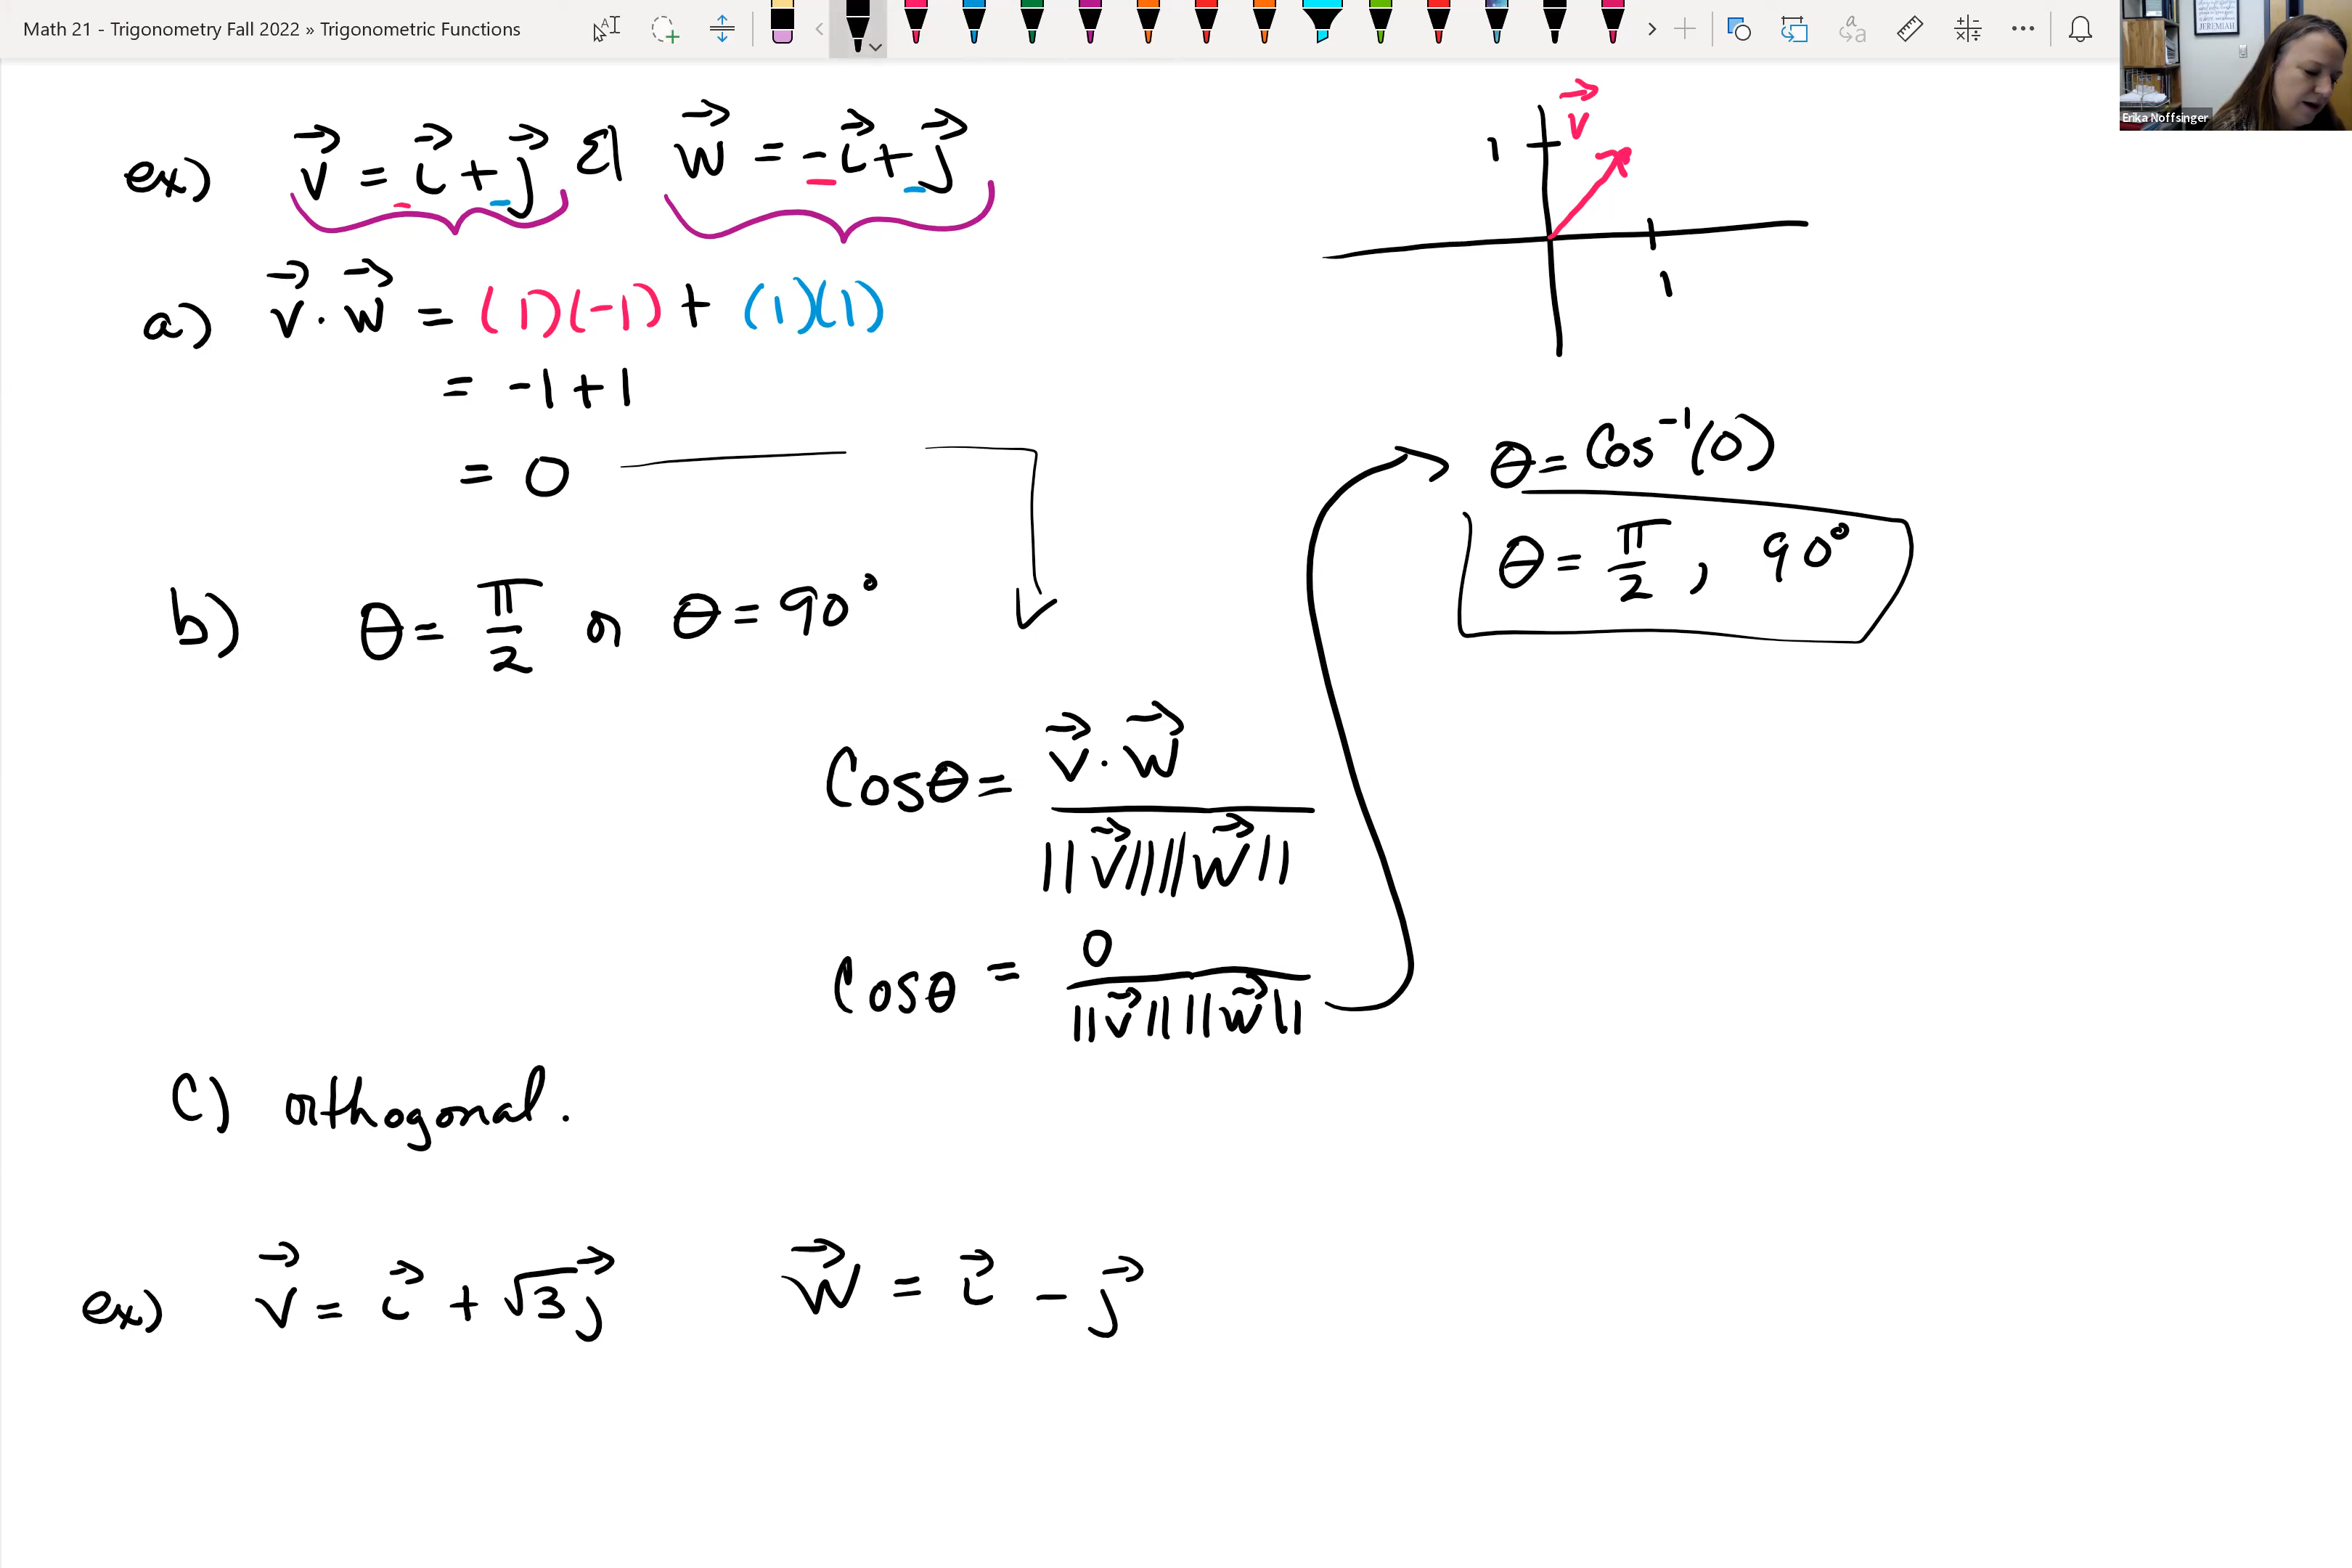 Math 21 - Trigonometry Fall 2022 » Trigonometric Functions
Erika Noffsinger
JEREMIAH
ex) v⃗ = i⃗ + j⃗ & w⃗ = -i⃗ + j⃗
a) v⃗ · w⃗ = (1)(-1) + (1)(1)
= -1 + 1
= 0
b) θ = π/2 or θ = 90°
Cosθ = v⃗ · w⃗ / ||v⃗|| ||w⃗||
Cosθ = 0 / ||v⃗|| ||w⃗||
v⃗
1
1
θ = Cos⁻¹(0)
θ = π/2, 90°
c) orthogonal.
ex) v⃗ = i⃗ + √3 j⃗ w⃗ = i⃗ - j⃗